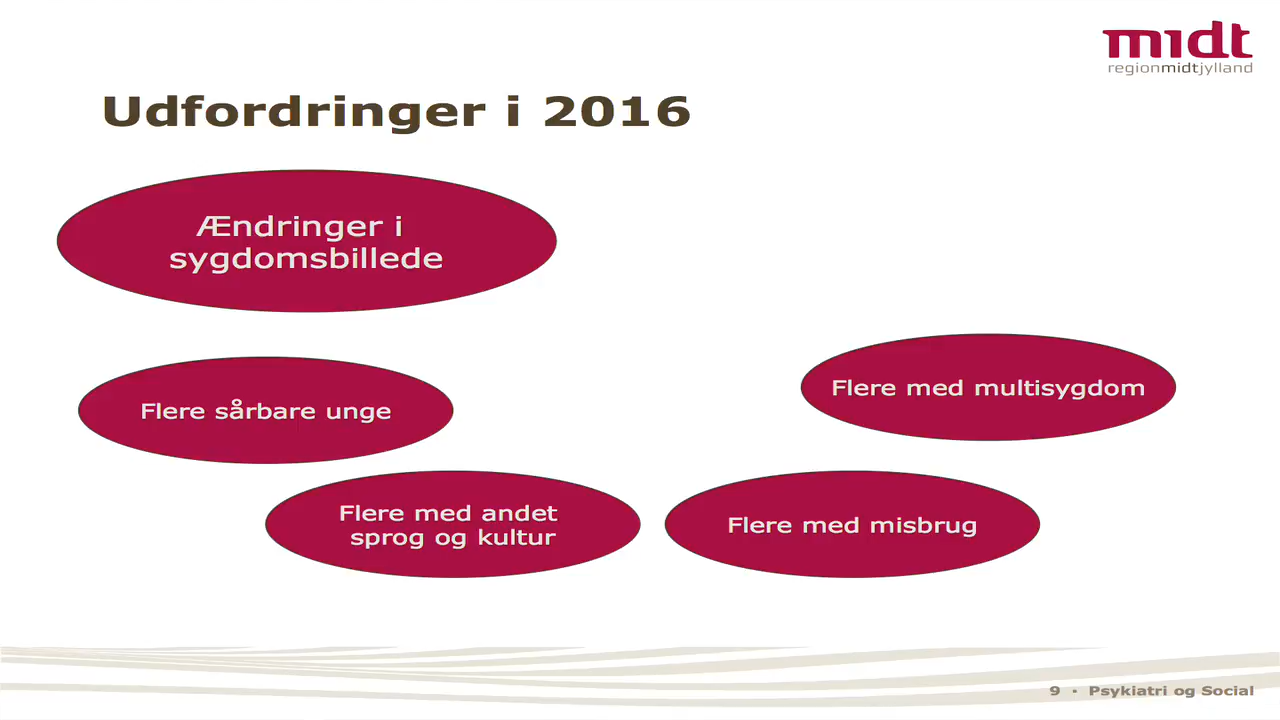 midt
regionmidtjylland
Udfordringer i 2016
Ændringer i
sygdomsbillede
Flere sårbare unge
Flere med multisygdom
Flere med andet
sprog og kultur
Flere med misbrug
9 · Psykiatri og Social